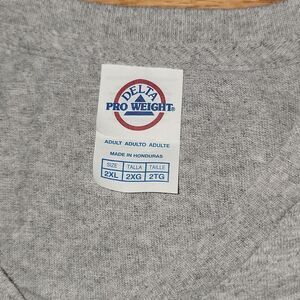 DELTA
PRO WEIGHT®
ADULT ADULTO ADULTE
MADE IN HONDURAS
SIZE TALLA TAILLE
2XL 2XG 2TG